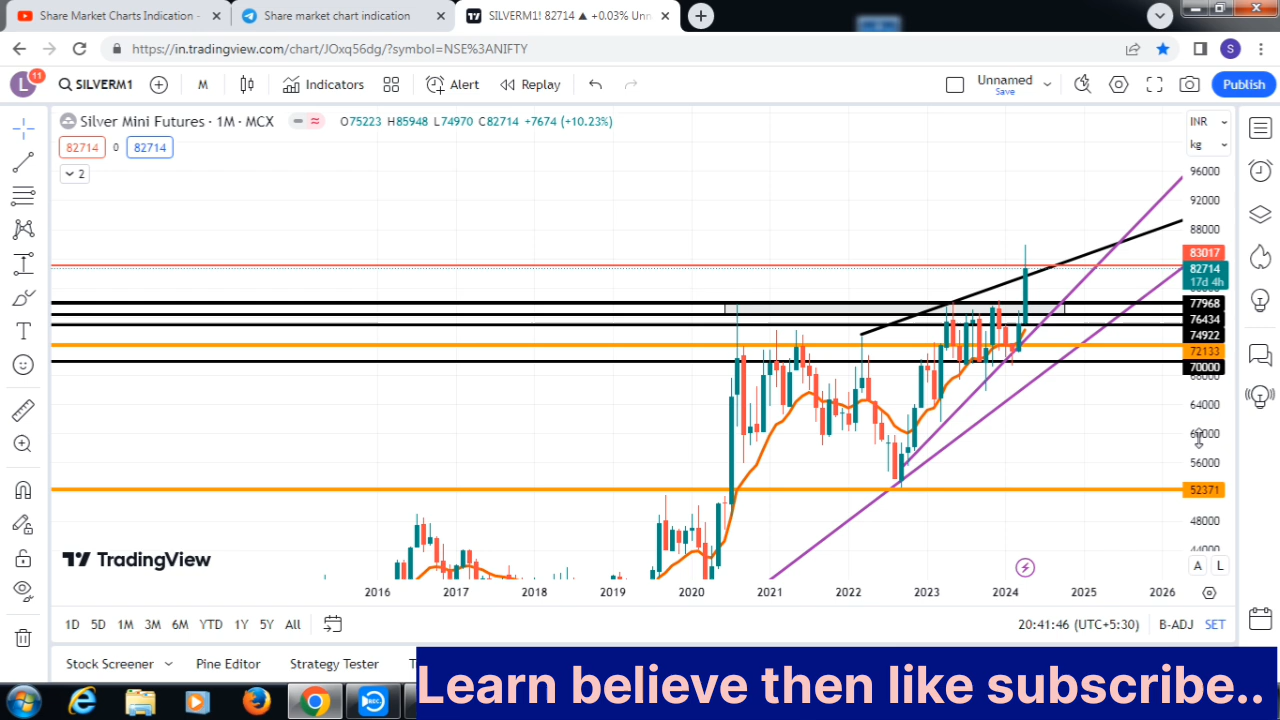 Share Market Charts Indication -
Share market chart indication
SILVERM1! 82714 ▲ +0.03% Unn
https://in.tradingview.com/chart/JOxq56dg/?symbol=NSE%3ANIFTY
S
L
11
SILVERM1
M
Indicators
Alert
Replay
Unnamed
Save
Publish
Silver Mini Futures · 1M · MCX
O75223 H85948 L74970 C82714 +7674 (+10.23%)
INR
kg
82714 0 82714
2
96000
92000
88000
83017
82714
17d 4h
77968
76434
74922
72133
70000
68000
64000
60000
56000
52371
48000
44000
TradingView
A L
2016 2017 2018 2019 2020 2021 2022 2023 2024 2025 2026
1D 5D 1M 3M 6M YTD 1Y 5Y All
20:41:46 (UTC+5:30) B-ADJ SET
Stock Screener Pine Editor Strategy Tester
Learn believe then like subscribe..
REC